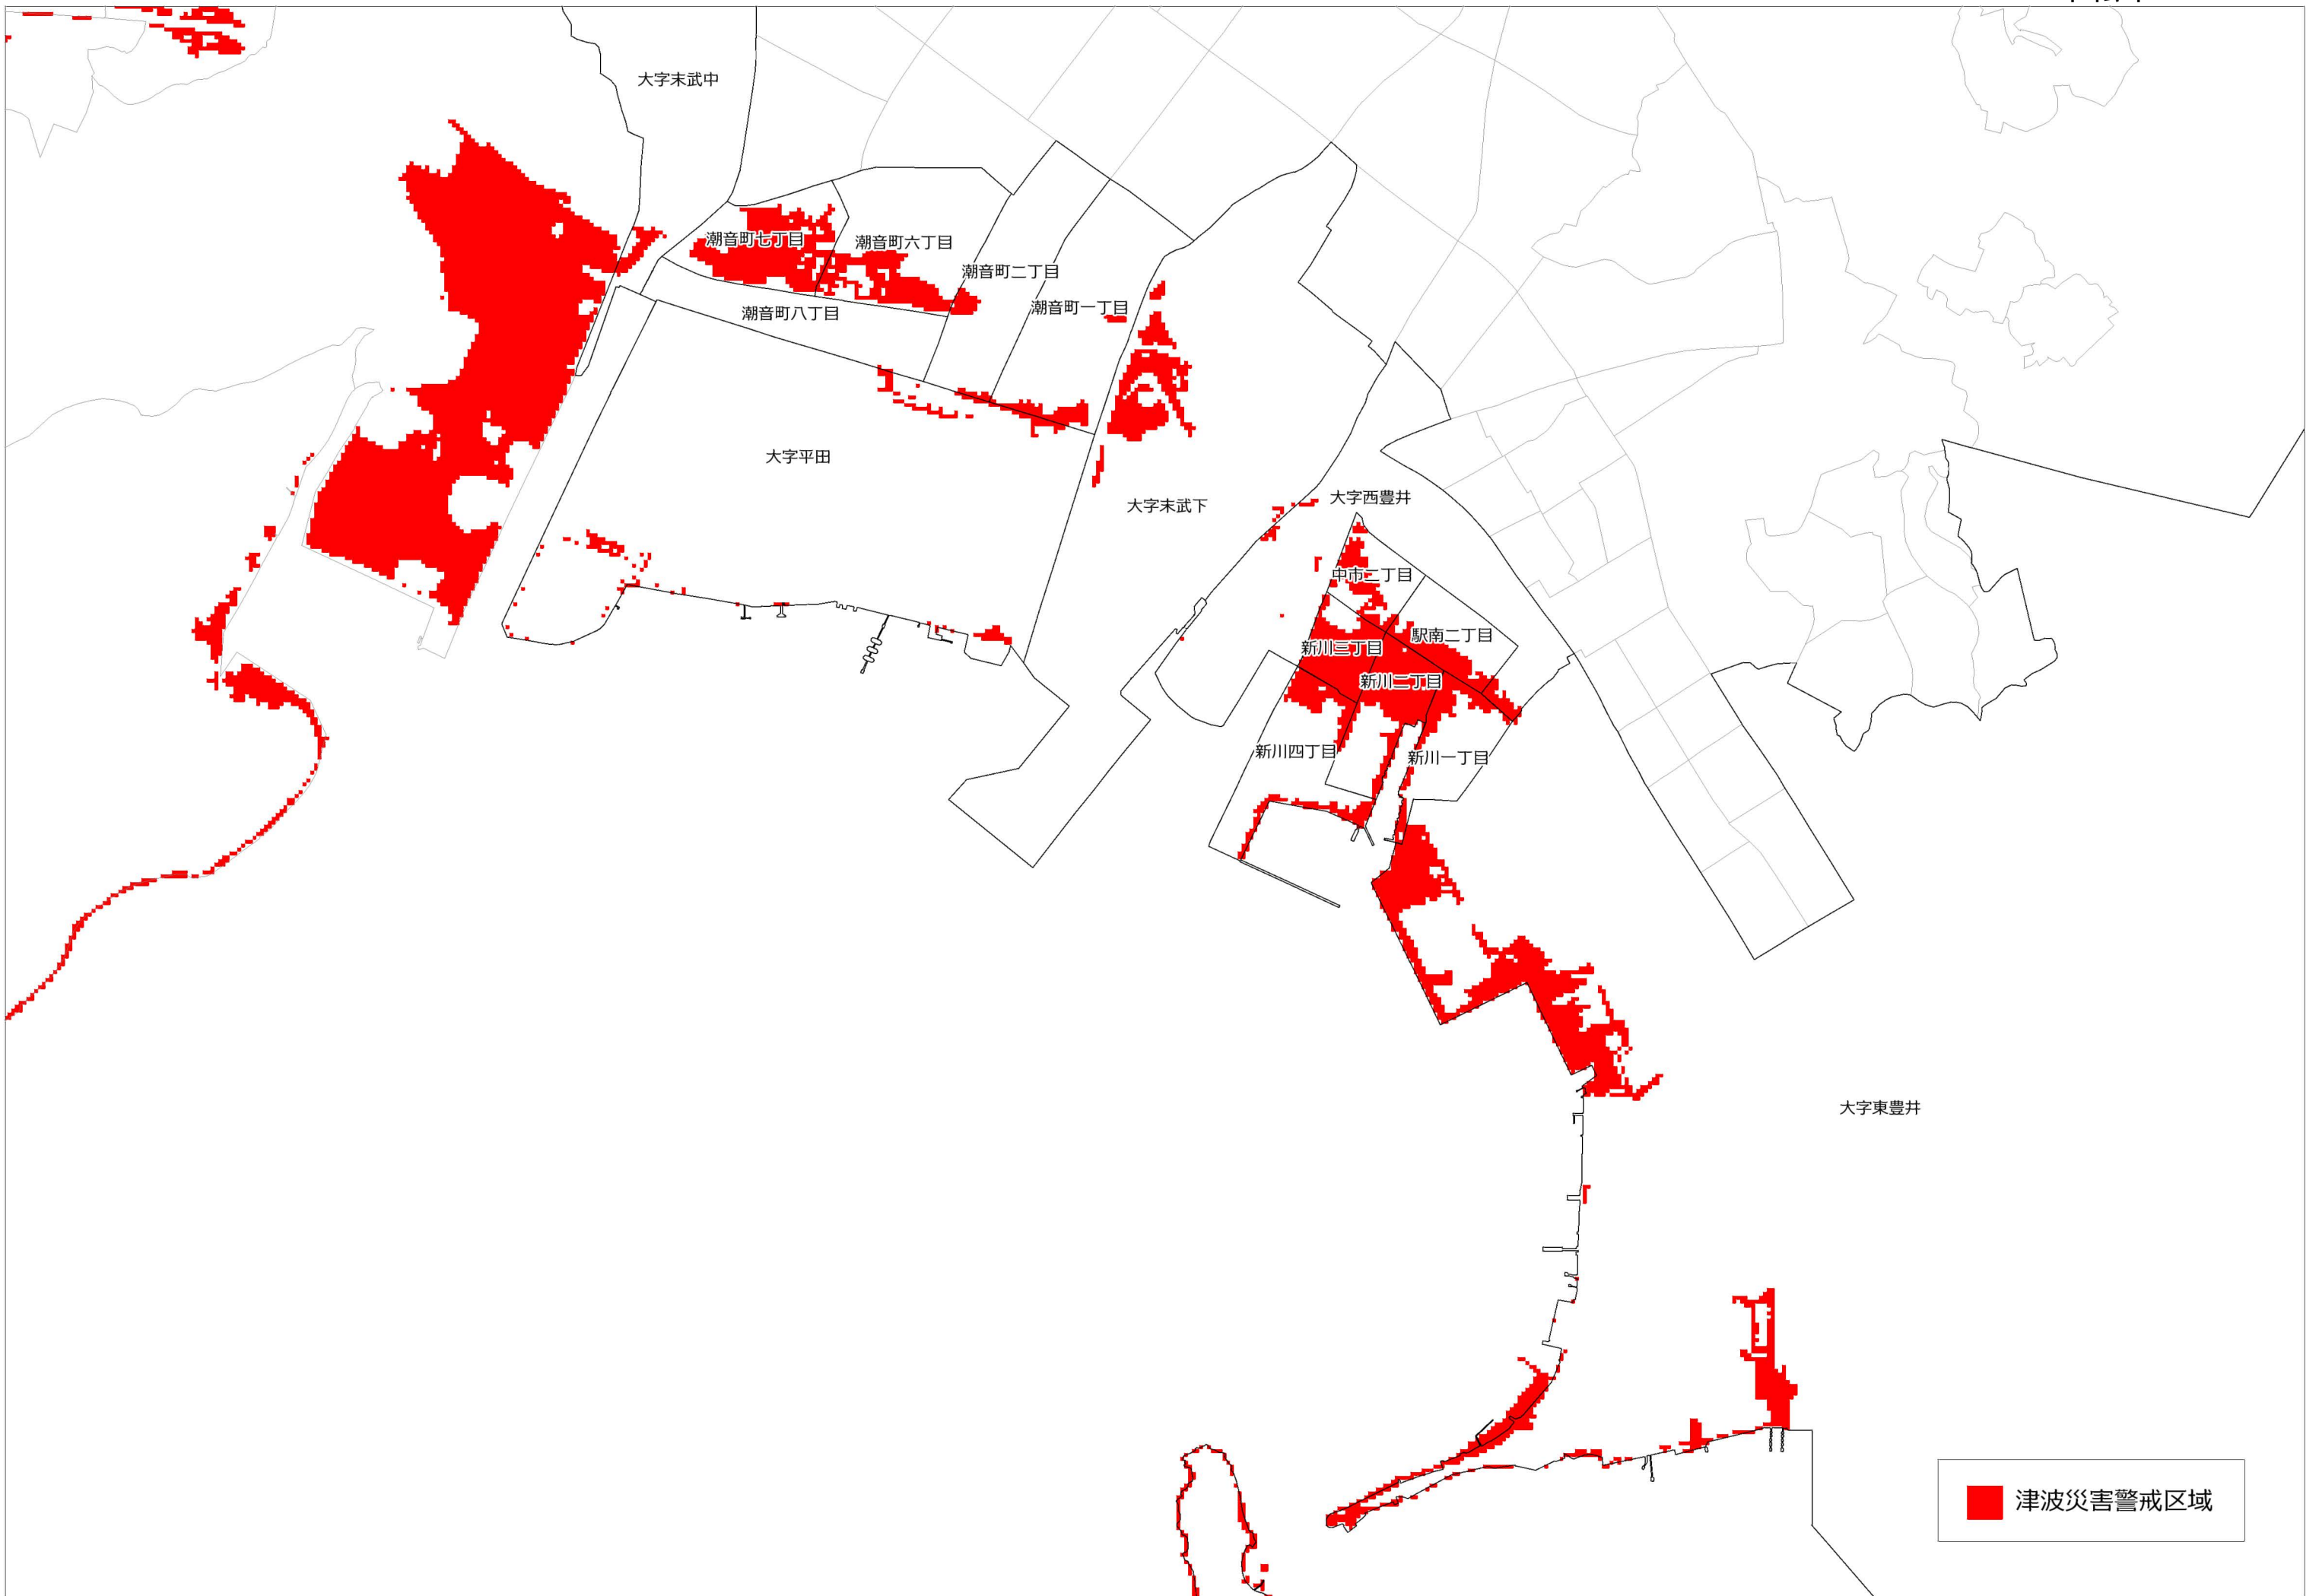 大字末武中
潮音町七丁目
潮音町六丁目
潮音町二丁目
潮音町一丁目
潮音町八丁目
大字平田
大字末武下
大字西豊井
中市二丁目
駅南二丁目
新川三丁目
新川二丁目
新川四丁目
新川一丁目
大字東豊井
津波災害警戒区域